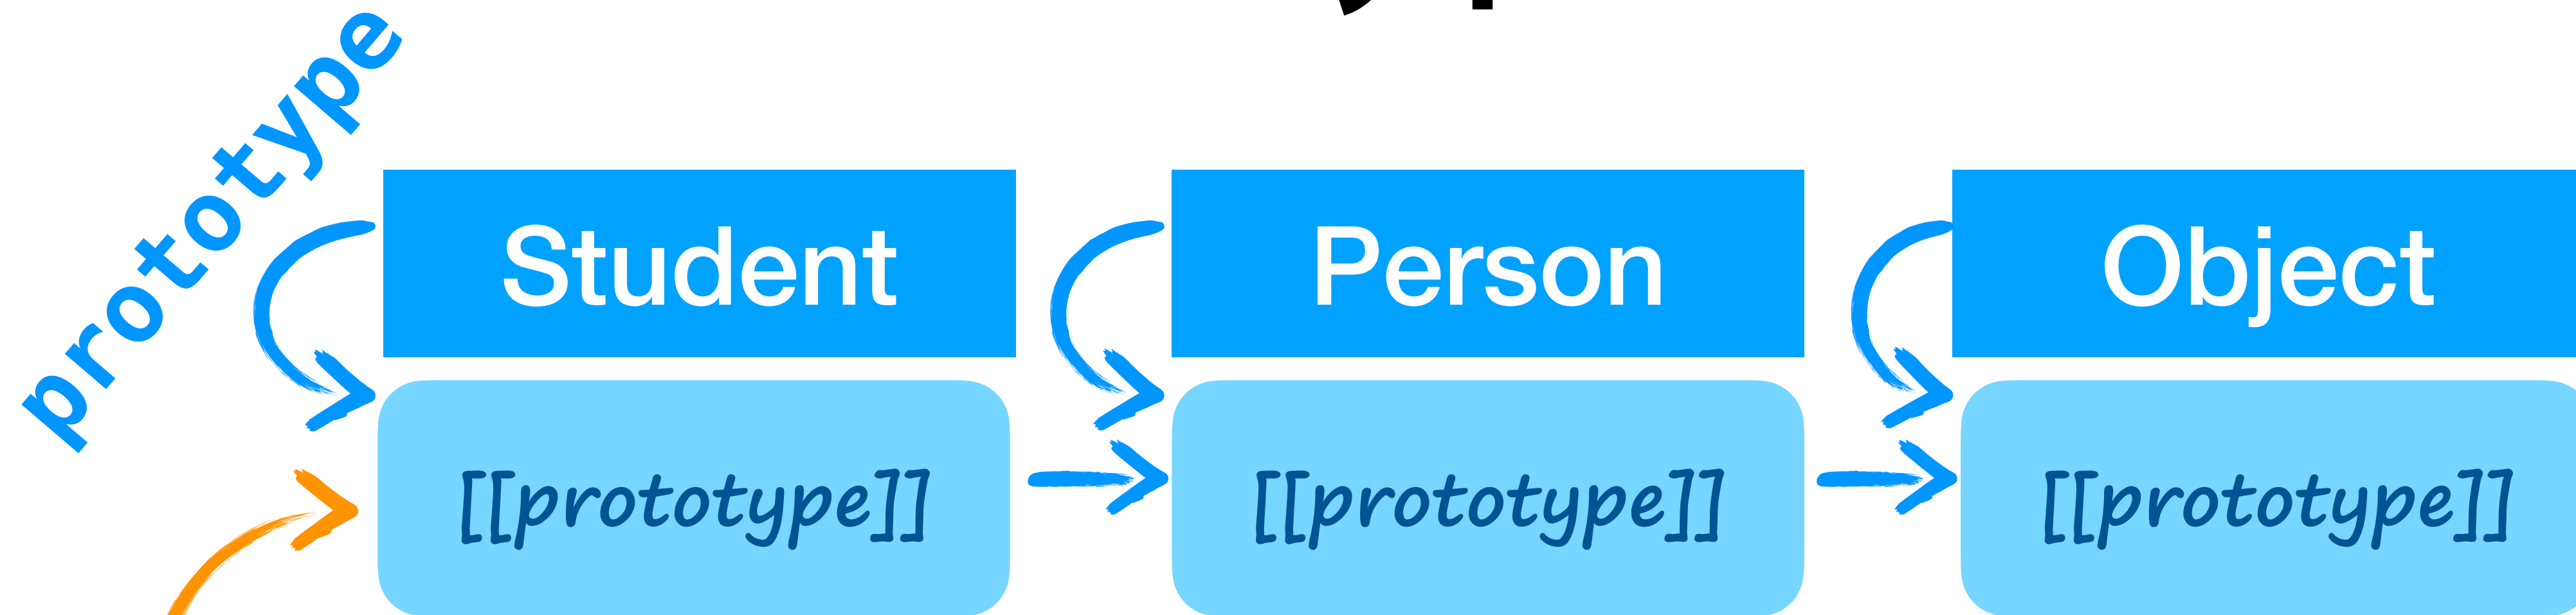 prototype
Student
Person
Object
[[prototype]]
[[prototype]]
[[prototype]]